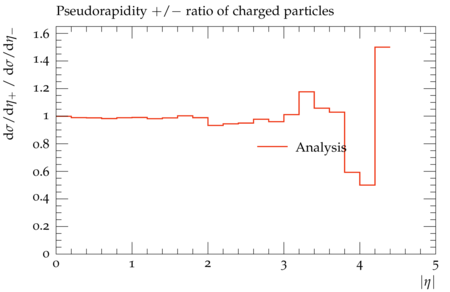 Pseudorapidity +/− ratio of charged particles
dσ/dη₊ / dσ/dη₋
1.6
1.4
1.2
1
0.8
0.6
0.4
0.2
0
Analysis
0 1 2 3 4 5
|η|